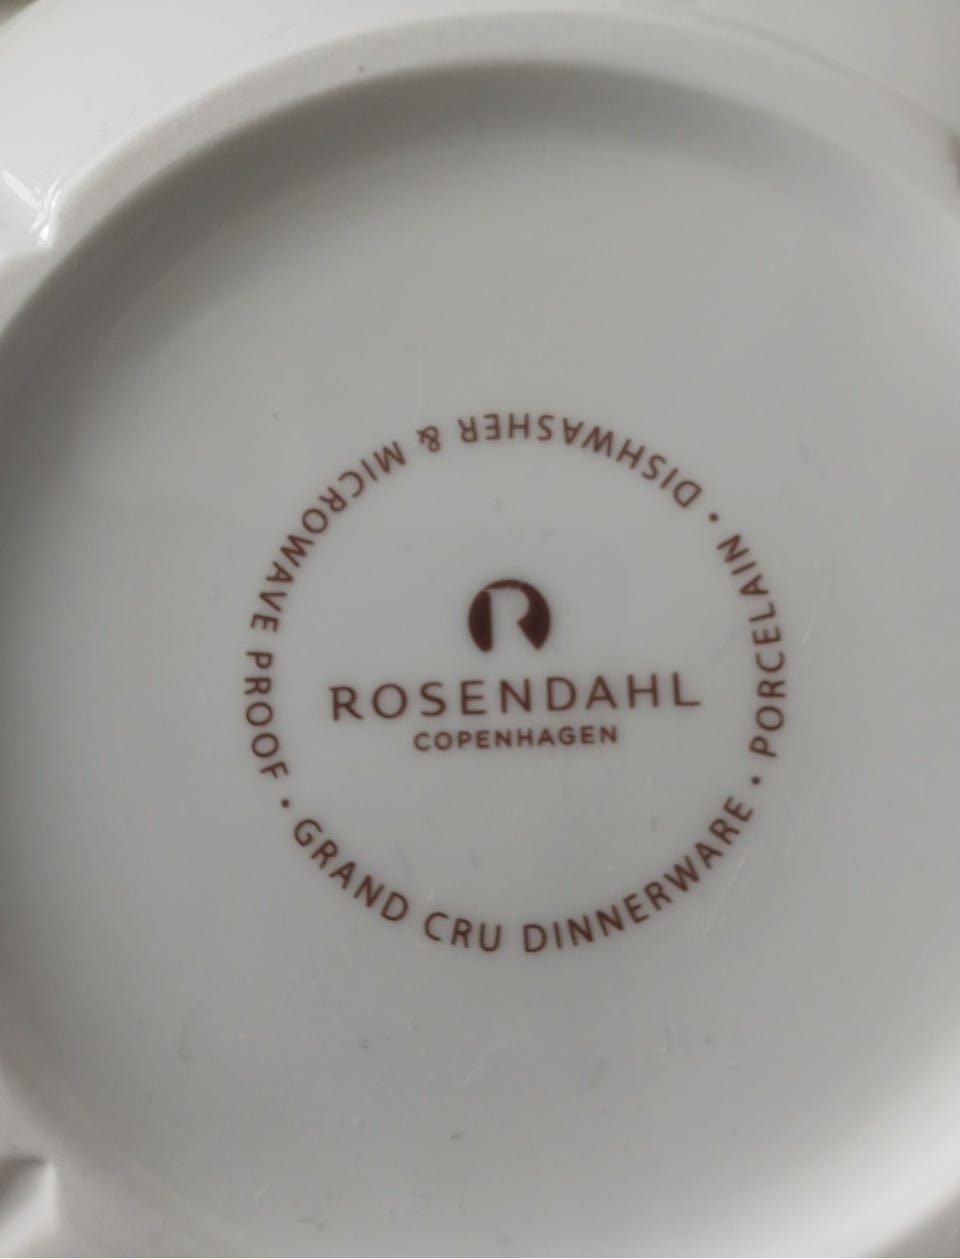 R
ROSENDAHL
COPENHAGEN
GRAND CRU DINNERWARE • PORCELAIN • DISHWASHER & MICROWAVE PROOF •